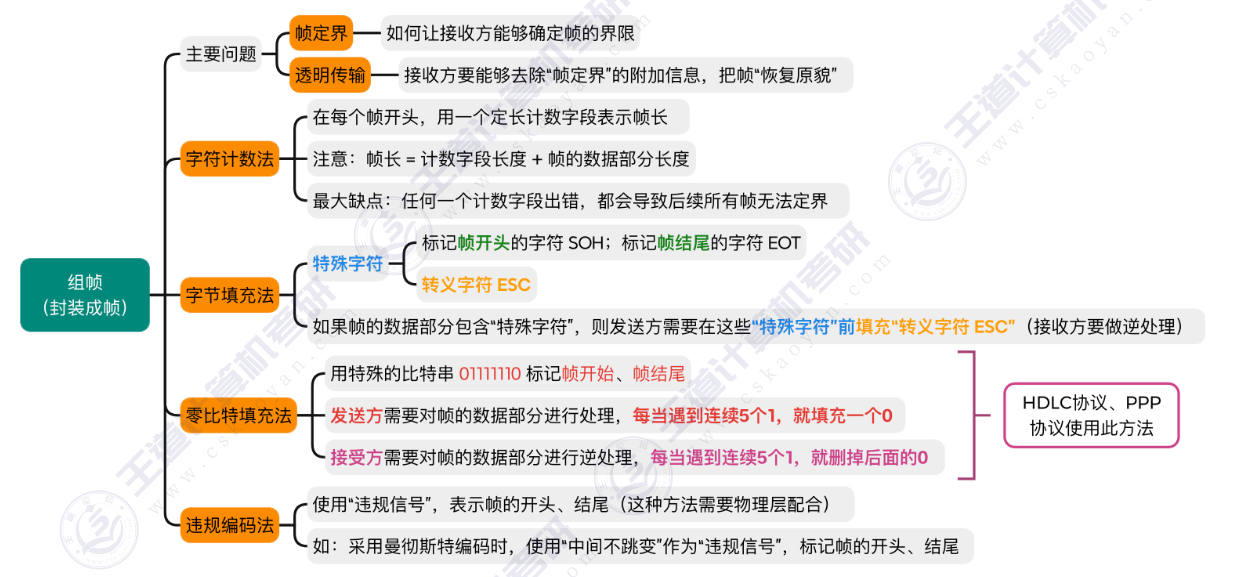 主要问题
帧定界
如何让接收方能够确定帧的界限
透明传输
接收方要能够去除“帧定界”的附加信息，把帧“恢复原貌”
字符计数法
在每个帧开头，用一个定长计数字段表示帧长
注意：帧长 = 计数字段长度 + 帧的数据部分长度
最大缺点：任何一个计数字段出错，都会导致后续所有帧无法定界
组帧
（封装成帧）
字节填充法
特殊字符
标记帧开头的字符 SOH；标记帧结尾的字符 EOT
转义字符 ESC
如果帧的数据部分包含“特殊字符”，则发送方需要在这些“特殊字符”前填充“转义字符 ESC”（接收方要做逆处理）
零比特填充法
用特殊的比特串 01111110 标记帧开始、帧结尾
发送方需要对帧的数据部分进行处理，每当遇到连续5个1，就填充一个0
接受方需要对帧的数据部分进行逆处理，每当遇到连续5个1，就删掉后面的0
HDLC协议、PPP
协议使用此方法
违规编码法
使用“违规信号”，表示帧的开头、结尾（这种方法需要物理层配合）
如：采用曼彻斯特编码时，使用“中间不跳变”作为“违规信号”，标记帧的开头、结尾
王道计算机考研
www.cskaoyan.com